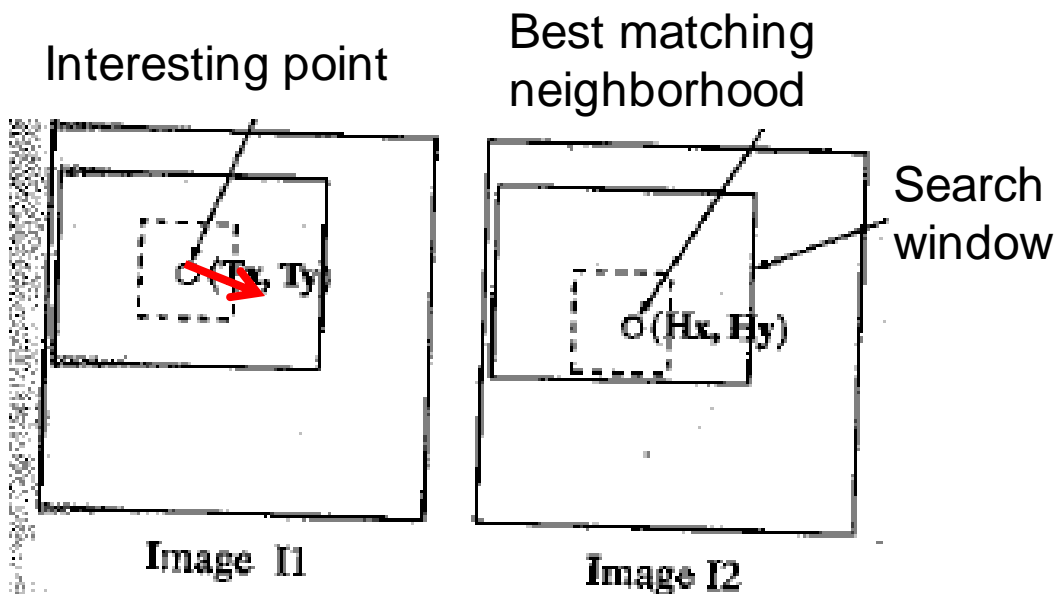 Interesting point
Best matching
neighborhood
Search
window
(Tx, Ty)
(Hx, Hy)
Image I1
Image I2